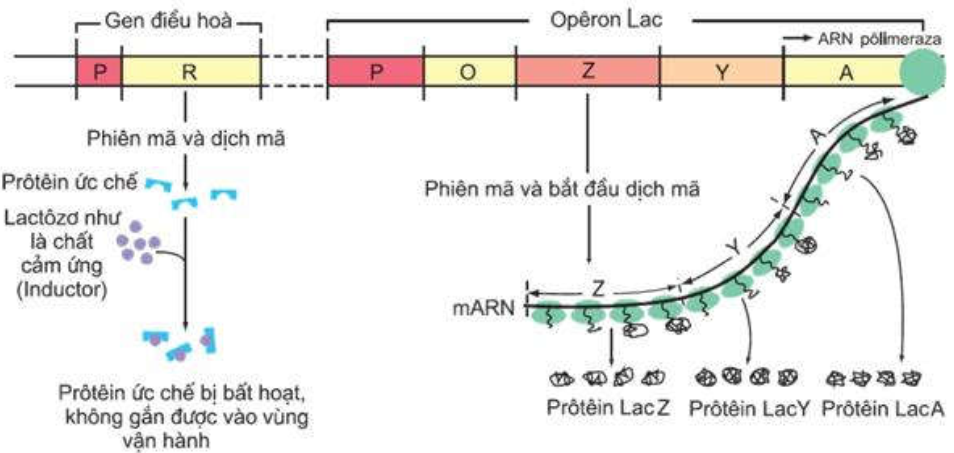 Gen điều hoà
Opêron Lac
ARN pôlimeraza
P
R
P
O
Z
Y
A
Phiên mã và dịch mã
Prôtêin ức chế
Lactôzơ như
là chất
cảm ứng
(Inductor)
Prôtêin ức chế bị bất hoạt,
không gắn được vào vùng
vận hành
Phiên mã và bắt đầu dịch mã
mARN
Z
Y
A
Prôtêin LacZ
Prôtêin LacY
Prôtêin LacA